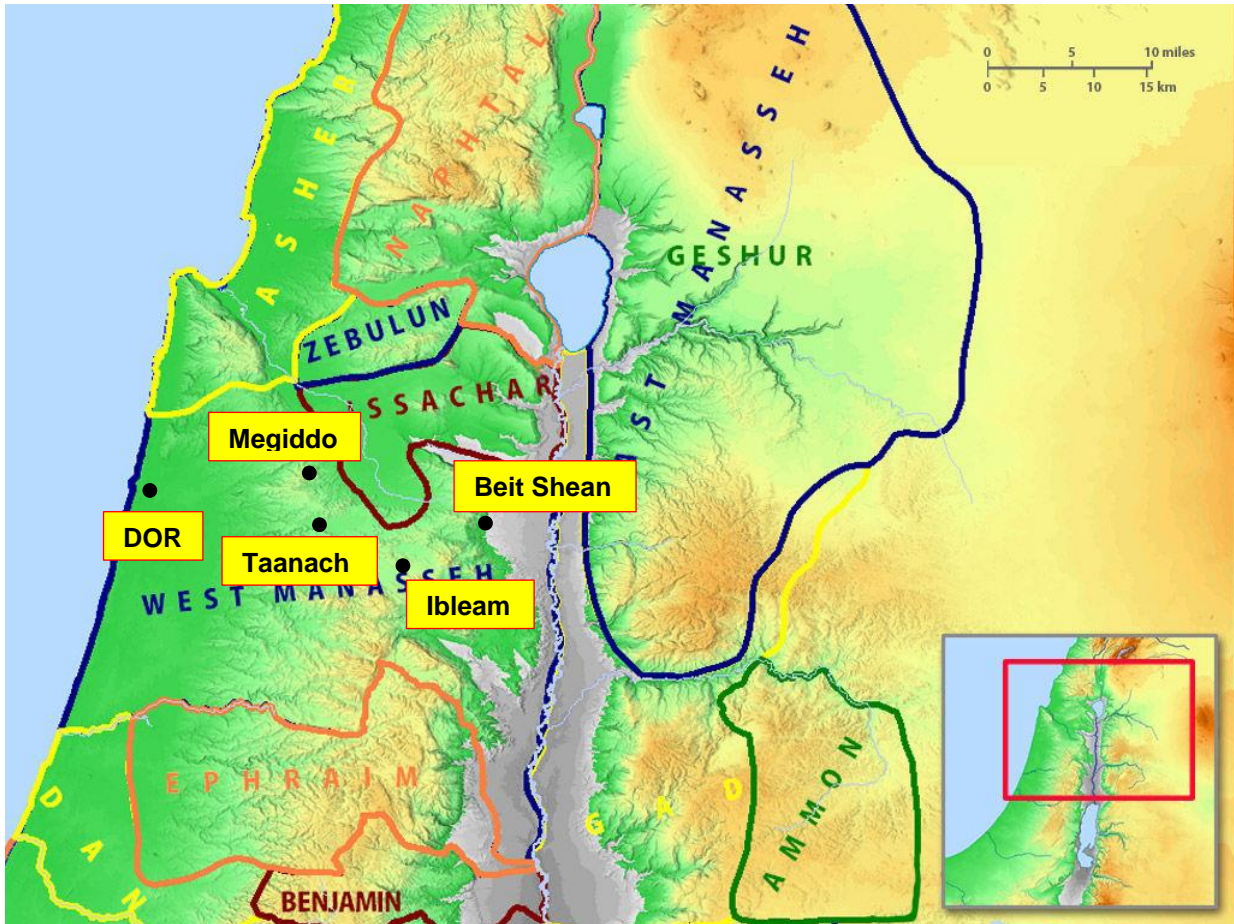 ASHER
NAPHTALI
0 5 10 miles
0 5 10 15 km
EAST MANASSEH
GESHUR
ZEBULUN
ISSACHAR
Megiddo
Beit Shean
DOR
Taanach
WEST MANASSEH
Ibleam
EPHRAIM
DAN
GAD
AMMON
BENJAMIN